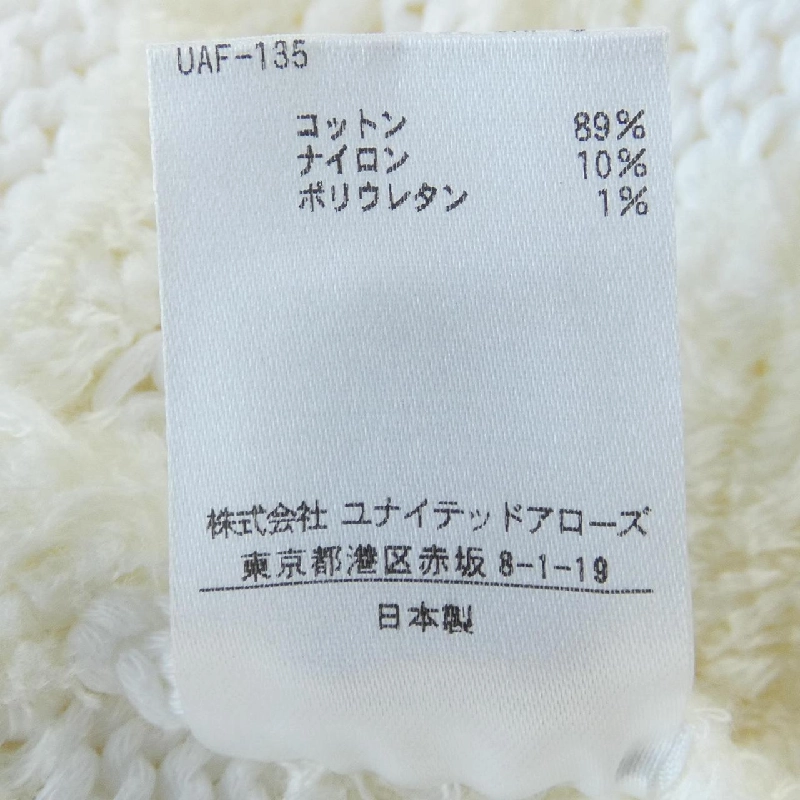 UAF-135
コットン 89%
ナイロン 10%
ポリウレタン 1%
株式会社 ユナイテッドアローズ
東京都港区赤坂 8-1-19
日本製